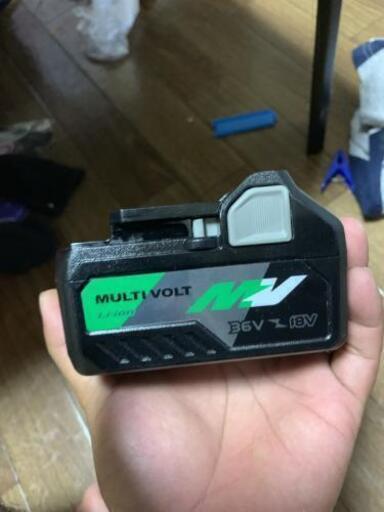 MULTI VOLT
Li-ion
MV
36V 18V